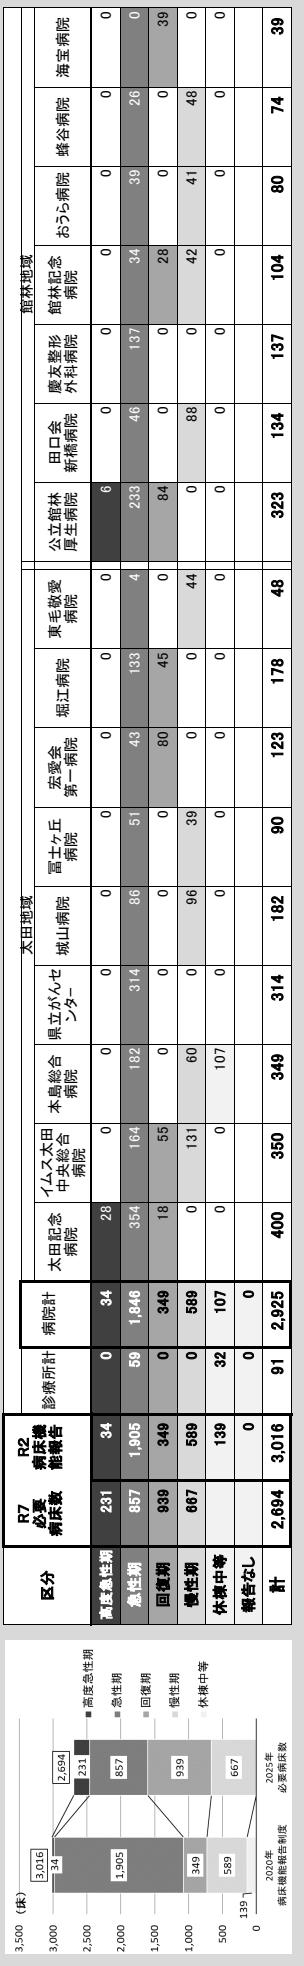 (床)
3,500
3,000
2,500
2,000
1,500
1,000
500
0
3,016
34
1,905
349
589
139
2,694
231
857
939
667
2020年
病床機能報告制度
2025年
必要病床数
高度急性期
急性期
回復期
慢性期
休棟中等
太田地域 館林地域
区分
R7
必要
病床数
R2
病床機
能報告
診療所計
病院計
太田記念
病院
イムス太田
中央総合
病院
本島総合
病院
県立がんセ
ンター
城山病院
冨士ヶ丘
病院
宏愛会
第一病院
堀江病院
東毛敬愛
病院
公立館林
厚生病院
田口会
新橋病院
慶友整形
外科病院
館林記念
病院
おうら病院
蜂谷病院
海宝病院
高度急性期 231 34 0 34 28 0 0 0 0 0 0 0 0 6 0 0 0 0 0 0
急性期 857 1,905 59 1,846 354 164 182 314 86 51 43 133 4 233 46 137 34 39 26 0
回復期 939 349 0 349 18 55 0 0 0 0 80 45 0 84 0 0 28 0 0 39
慢性期 667 589 0 589 0 131 60 0 96 39 0 0 44 0 88 0 42 41 48 0
休棟中等 139 32 107 0 0 107 0 0 0 0 0 0 0 0 0 0 0 0 0
報告なし 0 0 0
計 2,694 3,016 91 2,925 400 350 349 314 182 90 123 178 48 323 134 137 104 80 74 39